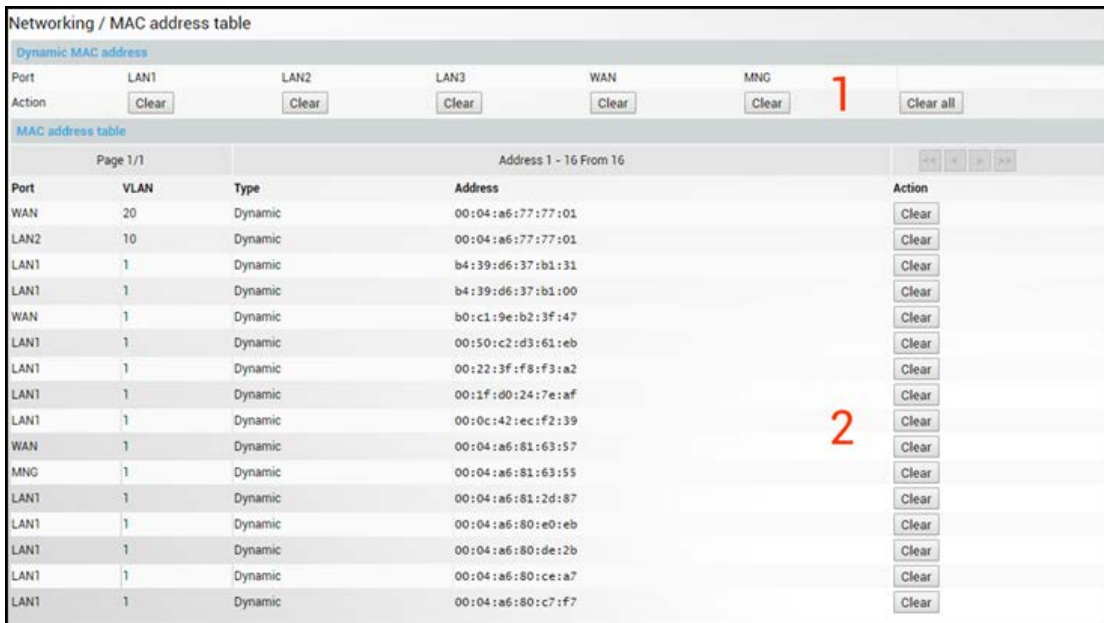 Networking / MAC address table
Dynamic MAC address
Port LAN1 LAN2 LAN3 WAN MNG
Action Clear Clear Clear Clear Clear 1 Clear all
MAC address table
Page 1/1 Address 1 - 16 From 16 << < > >>
Port VLAN Type Address Action
WAN 20 Dynamic 00:04:a6:77:77:01 Clear
LAN2 10 Dynamic 00:04:a6:77:77:01 Clear
LAN1 1 Dynamic b4:39:d6:37:b1:31 Clear
LAN1 1 Dynamic b4:39:d6:37:b1:00 Clear
WAN 1 Dynamic b0:c1:9e:b2:3f:47 Clear
LAN1 1 Dynamic 00:50:c2:d3:61:eb Clear
LAN1 1 Dynamic 00:22:3f:f8:f3:a2 Clear
LAN1 1 Dynamic 00:1f:d0:24:7e:af Clear
LAN1 1 Dynamic 00:0c:42:ec:f2:39 2 Clear
WAN 1 Dynamic 00:04:a6:81:63:57 Clear
MNG 1 Dynamic 00:04:a6:81:63:55 Clear
LAN1 1 Dynamic 00:04:a6:81:2d:87 Clear
LAN1 1 Dynamic 00:04:a6:80:e0:eb Clear
LAN1 1 Dynamic 00:04:a6:80:de:2b Clear
LAN1 1 Dynamic 00:04:a6:80:ce:a7 Clear
LAN1 1 Dynamic 00:04:a6:80:c7:f7 Clear